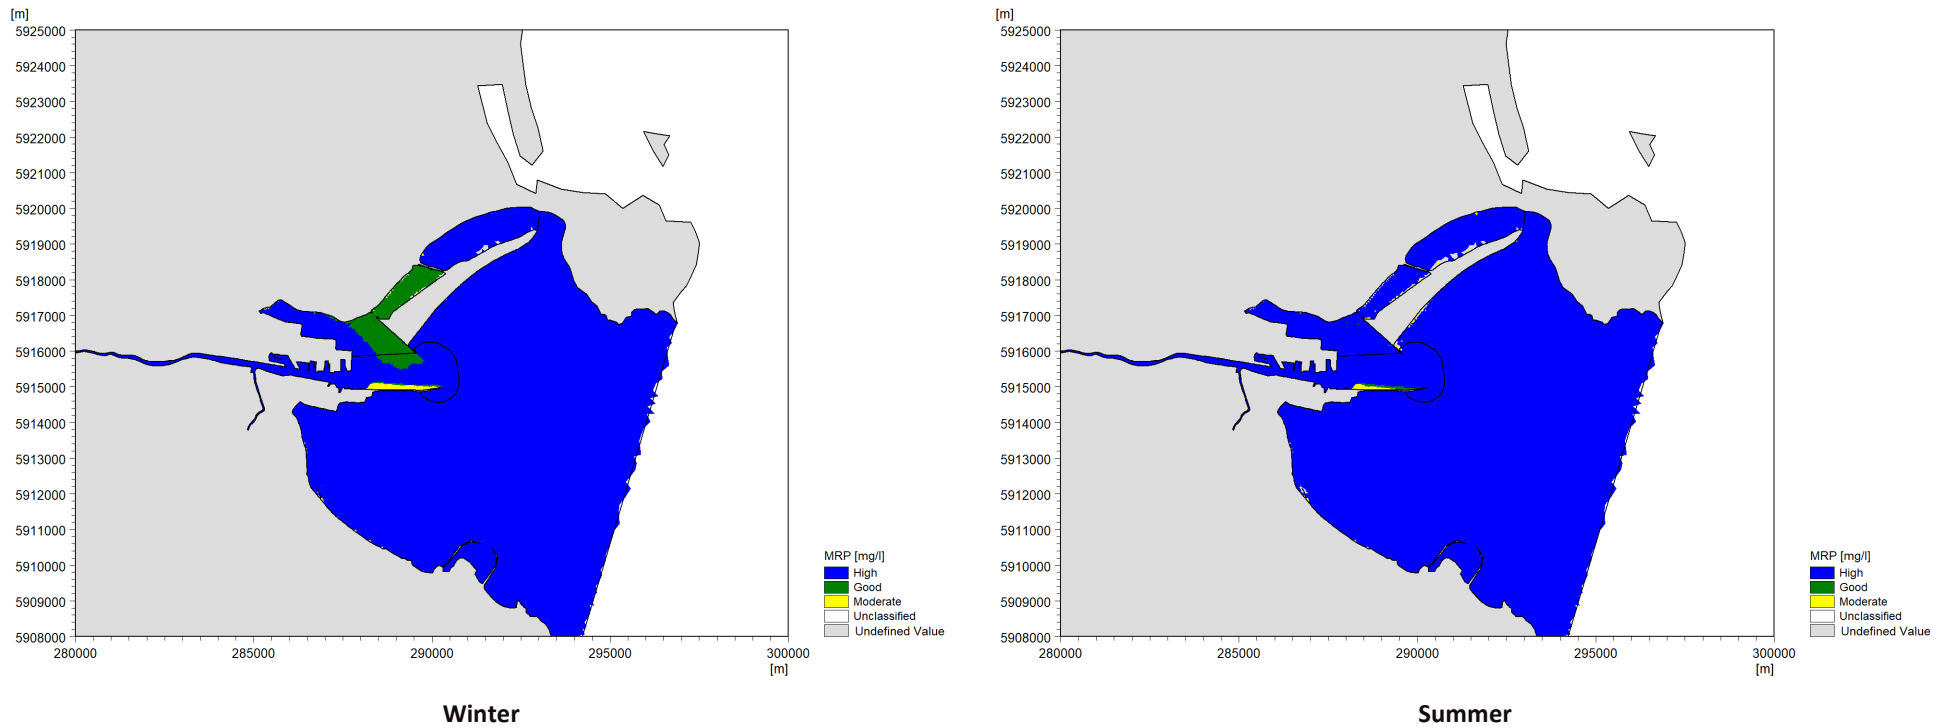 [m]
5925000
5924000
5923000
5922000
5921000
5920000
5919000
5918000
5917000
5916000
5915000
5914000
5913000
5912000
5911000
5910000
5909000
5908000
280000 285000 290000 295000 300000
[m]
MRP [mg/l]
High
Good
Moderate
Unclassified
Undefined Value
Winter
[m]
5925000
5924000
5923000
5922000
5921000
5920000
5919000
5918000
5917000
5916000
5915000
5914000
5913000
5912000
5911000
5910000
5909000
5908000
280000 285000 290000 295000 300000
[m]
MRP [mg/l]
High
Good
Moderate
Unclassified
Undefined Value
Summer